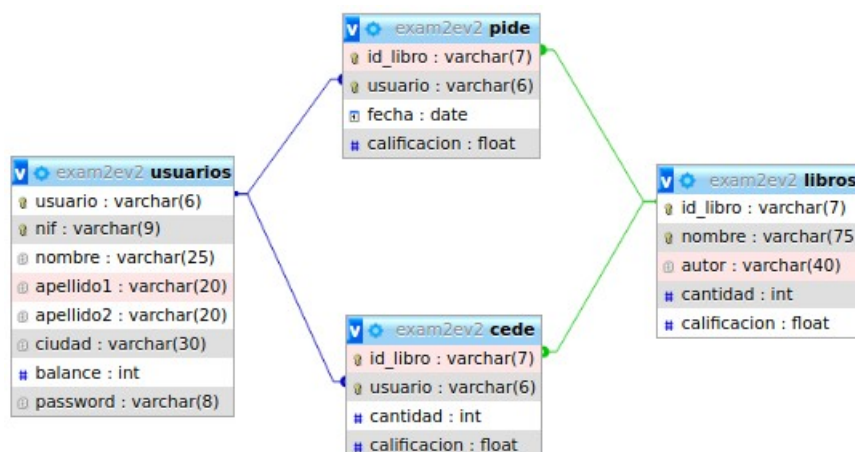 exam2ev2 pide
id_libro : varchar(7)
usuario : varchar(6)
fecha : date
# calificacion : float
v exam2ev2 usuarios
usuario : varchar(6)
nif : varchar(9)
nombre : varchar(25)
apellido1 : varchar(20)
apellido2 : varchar(20)
ciudad : varchar(30)
# balance : int
password : varchar(8)
v exam2ev2 cede
id_libro : varchar(7)
usuario : varchar(6)
# cantidad : int
# calificacion : float
v exam2ev2 libros
id_libro : varchar(7)
nombre : varchar(75
autor : varchar(40)
# cantidad : int
# calificacion : float